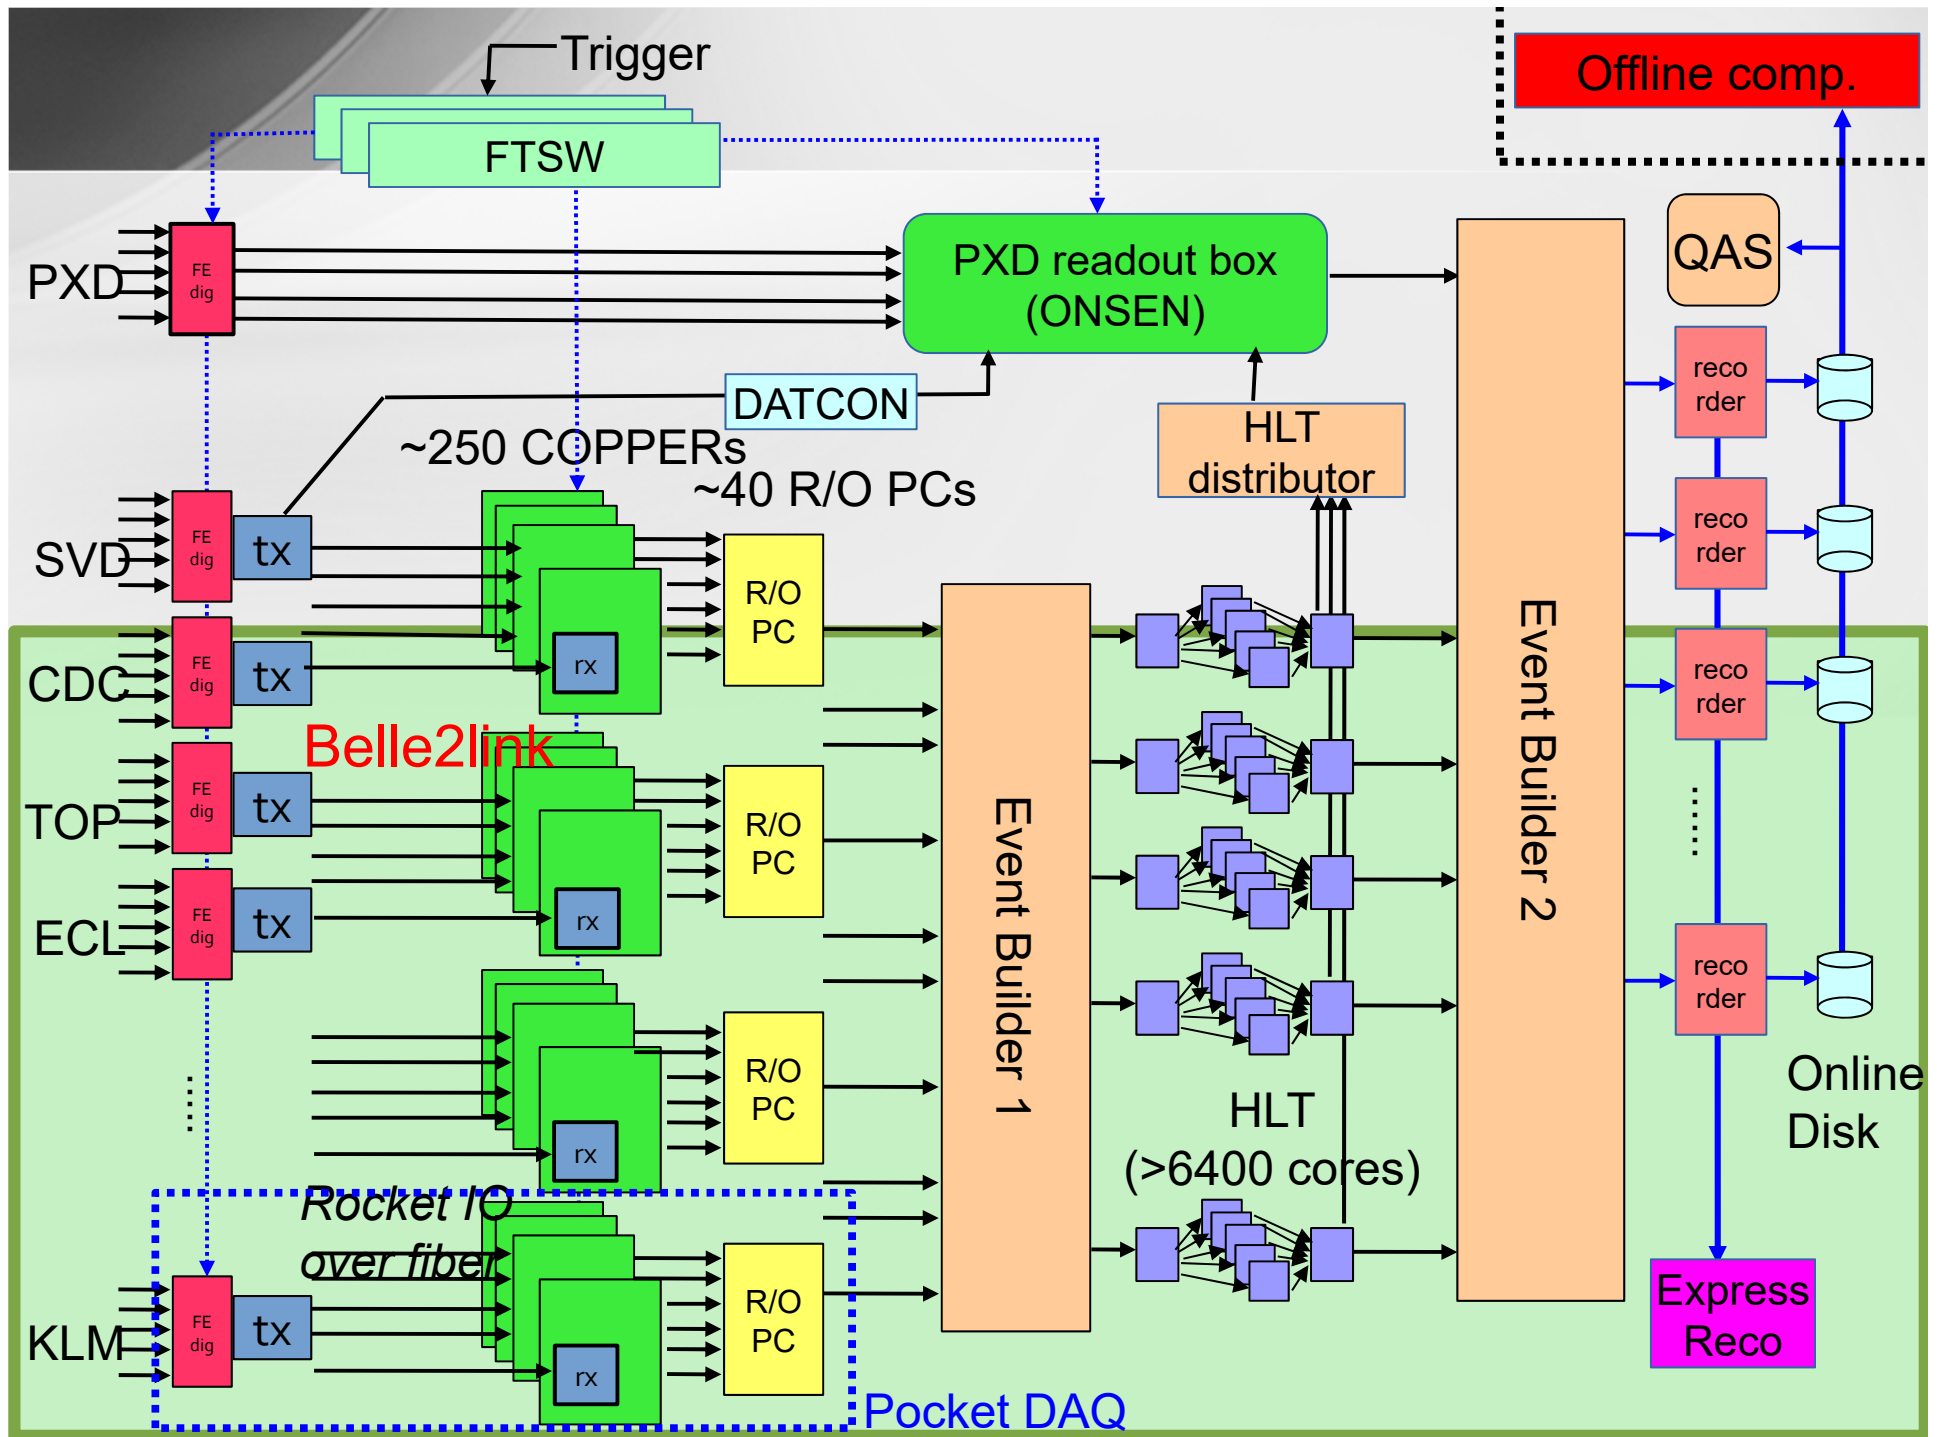 Trigger
Offline comp.
FTSW
QAS
PXD
FE
dig
PXD readout box
(ONSEN)
DATCON
HLT
distributor
reco
rder
~250 COPPERs
~40 R/O PCs
SVD
FE
dig
tx
R/O
PC
reco
rder
Event Builder 1
Event Builder 2
CDC
FE
dig
tx
rx
reco
rder
Belle2link
TOP
FE
dig
tx
R/O
PC
......
ECL
FE
dig
tx
rx
reco
rder
R/O
PC
rx
.....
Online
Disk
HLT
(>6400 cores)
Rocket IO
over fiber
KLM
FE
dig
tx
rx
R/O
PC
Express
Reco
Pocket DAQ